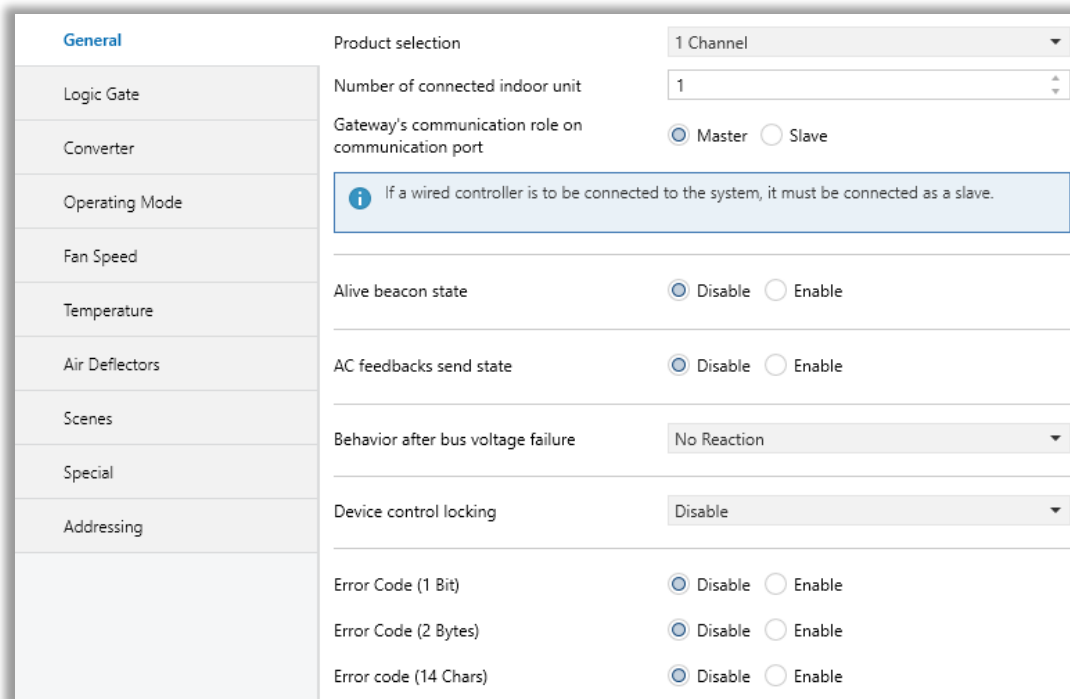 General
Logic Gate
Converter
Operating Mode
Fan Speed
Temperature
Air Deflectors
Scenes
Special
Addressing
Product selection 1 Channel
Number of connected indoor unit 1
Gateway's communication role on
communication port Master Slave
If a wired controller is to be connected to the system, it must be connected as a slave.
Alive beacon state Disable Enable
AC feedbacks send state Disable Enable
Behavior after bus voltage failure No Reaction
Device control locking Disable
Error Code (1 Bit) Disable Enable
Error Code (2 Bytes) Disable Enable
Error code (14 Chars) Disable Enable